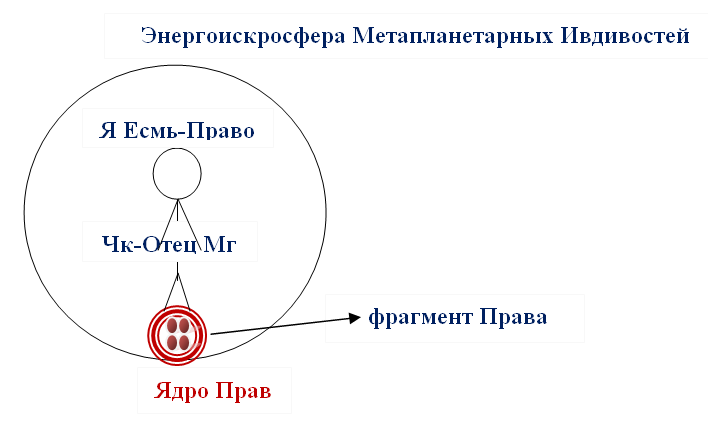 Энергоискросфера Метапланетарных Ивдивостей
Я Есмь-Право
Чк-Отец Мг
фрагмент Права
Ядро Прав